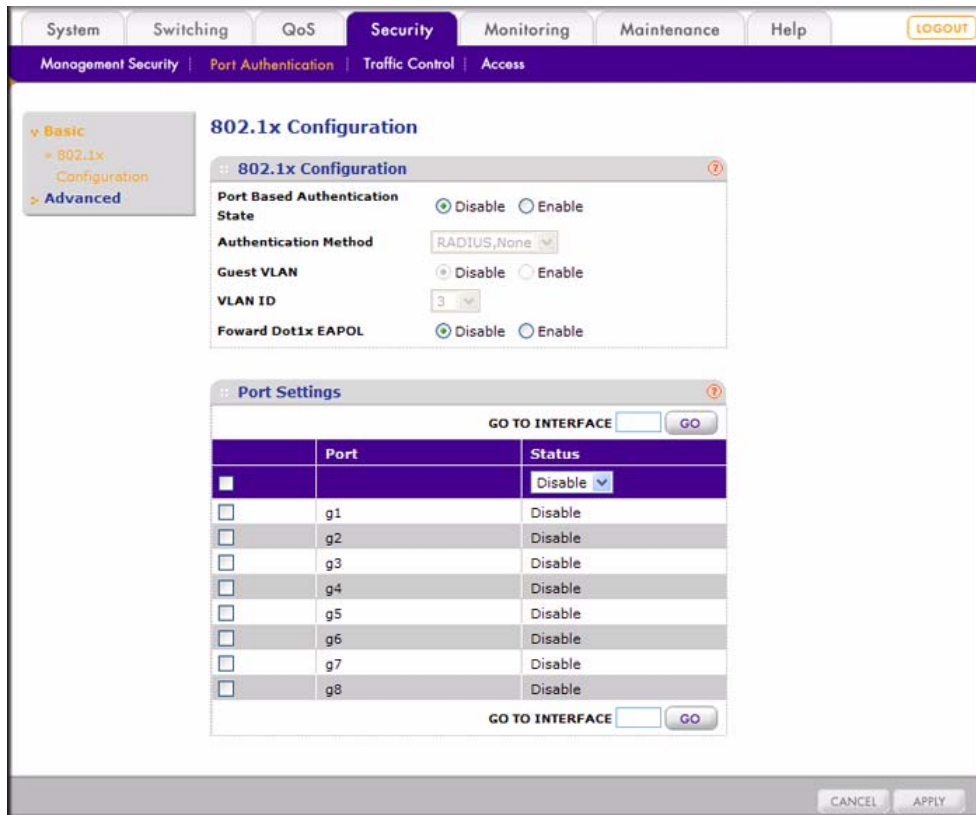 System Switching QoS Security Monitoring Maintenance Help LOGOUT
Management Security Port Authentication Traffic Control Access
Basic
802.1x
Configuration
Advanced
802.1x Configuration
802.1x Configuration
Port Based Authentication
State
Disable Enable
Authentication Method RADIUS,None
Guest VLAN Disable Enable
VLAN ID 3
Foward Dot1x EAPOL Disable Enable
Port Settings
GO TO INTERFACE GO
Port Status
Disable
g1 Disable
g2 Disable
g3 Disable
g4 Disable
g5 Disable
g6 Disable
g7 Disable
g8 Disable
GO TO INTERFACE GO
CANCEL APPLY